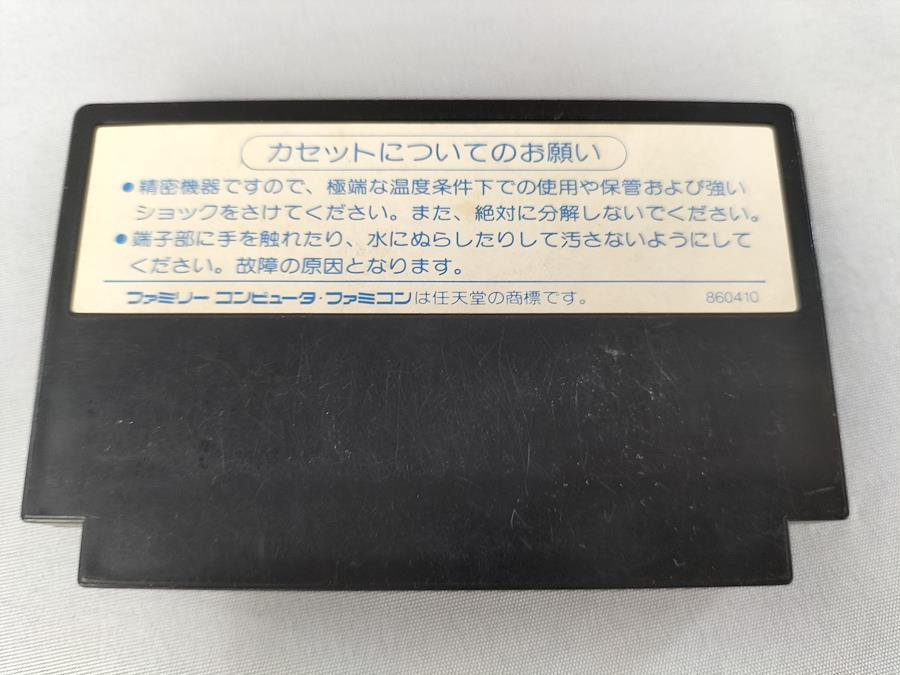 カセットについてのお願い
●精密機器ですので、極端な温度条件下での使用や保管および強い
ショックをさけてください。また、絶対に分解しないでください。
●端子部に手を触れたり、水にぬらしたりして汚さないようにして
ください。故障の原因となります。
ファミリー コンピュータ・ファミコンは任天堂の商標です。 860410